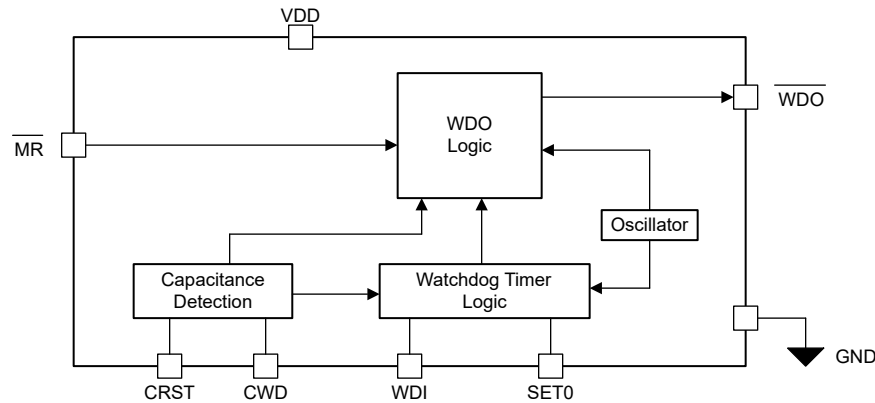 VDD
WDO
Logic
WDO
MR
Oscillator
Capacitance
Detection
Watchdog Timer
Logic
GND
CRST
CWD
WDI
SET0